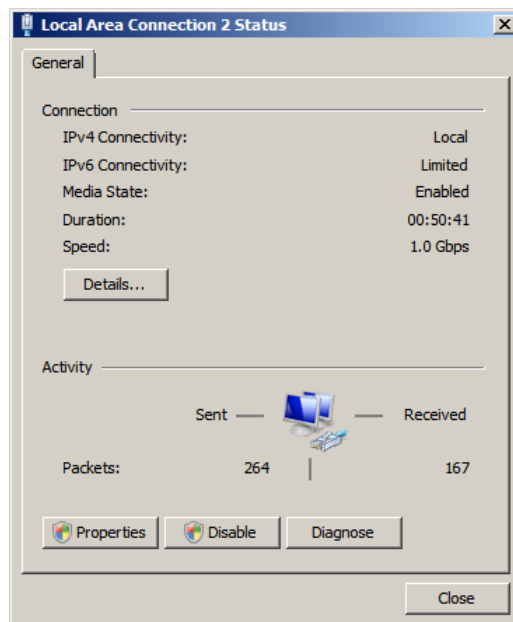 Local Area Connection 2 Status
General
Connection
IPv4 Connectivity: Local
IPv6 Connectivity: Limited
Media State: Enabled
Duration: 00:50:41
Speed: 1.0 Gbps
Details...
Activity
Sent Received
Packets: 264 167
Properties Disable Diagnose
Close